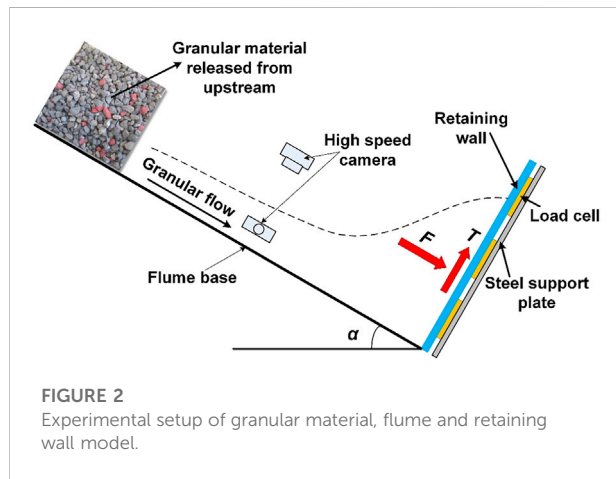 Granular material
released from
upstream
High speed
camera
Retaining
wall
Granular flow
Load cell
F
T
Flume base
Steel support
plate
α
FIGURE 2
Experimental setup of granular material, flume and retaining
wall model.